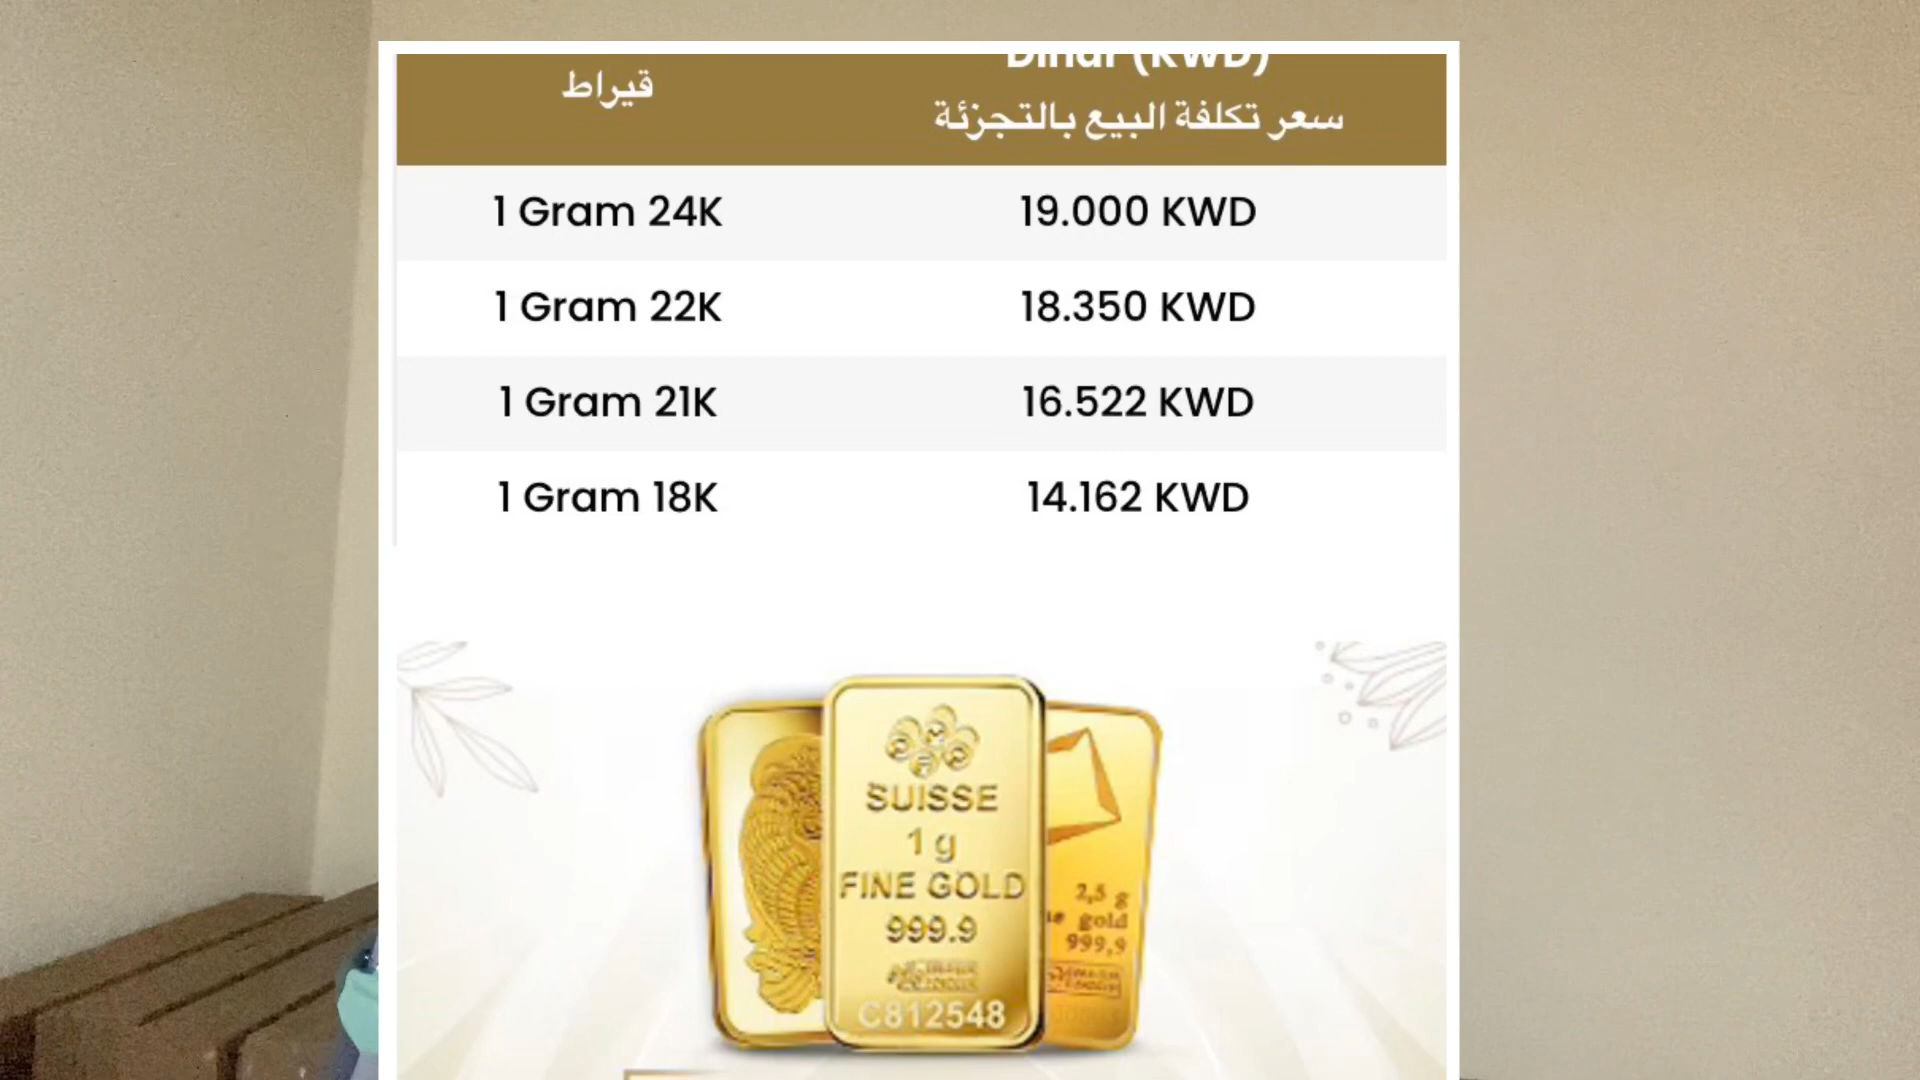 Dinar (KWD)
قيراط
سعر تكلفة البيع بالتجزئة
1 Gram 24K 19.000 KWD
1 Gram 22K 18.350 KWD
1 Gram 21K 16.522 KWD
1 Gram 18K 14.162 KWD
SUISSE
1 g
FINE GOLD
999.9
C812548
2,5 g
gold
999,9